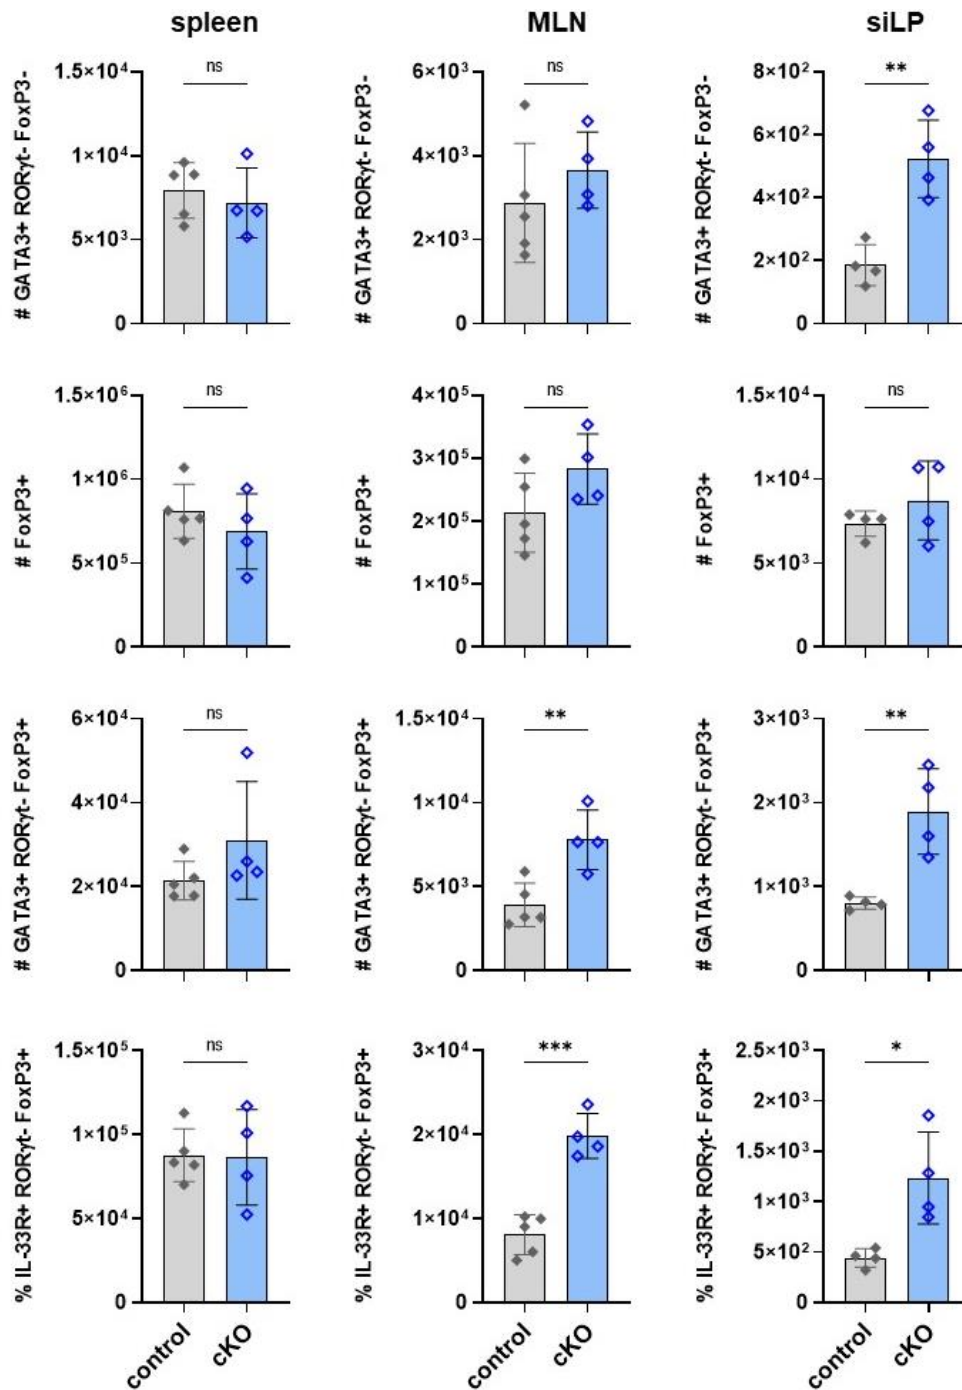 spleen MLN siLP
# GATA3+ RORγt- FoxP3-
1.5×10⁴
1×10⁴
5×10³
0
ns
# GATA3+ RORγt- FoxP3-
6×10³
4×10³
2×10³
0
ns
# GATA3+ RORγt- FoxP3-
8×10²
6×10²
4×10²
2×10²
0
**
# FoxP3+
1.5×10⁶
1×10⁶
5×10⁵
0
ns
# FoxP3+
4×10⁵
3×10⁵
2×10⁵
1×10⁵
0
ns
# FoxP3+
1.5×10⁴
1×10⁴
5×10³
0
ns
# GATA3+ RORγt- FoxP3+
6×10⁴
4×10⁴
2×10⁴
0
ns
# GATA3+ RORγt- FoxP3+
1.5×10⁴
1×10⁴
5×10³
0
**
# GATA3+ RORγt- FoxP3+
3×10³
2×10³
1×10³
0
**
% IL-33R+ RORγt- FoxP3+
1.5×10⁵
1×10⁵
5×10⁴
0
ns
control
cKO
% IL-33R+ RORγt- FoxP3+
3×10⁴
2×10⁴
1×10⁴
0
***
control
cKO
% IL-33R+ RORγt- FoxP3+
2.5×10³
2×10³
1×10³
1×10³
5×10²
0
*
control
cKO